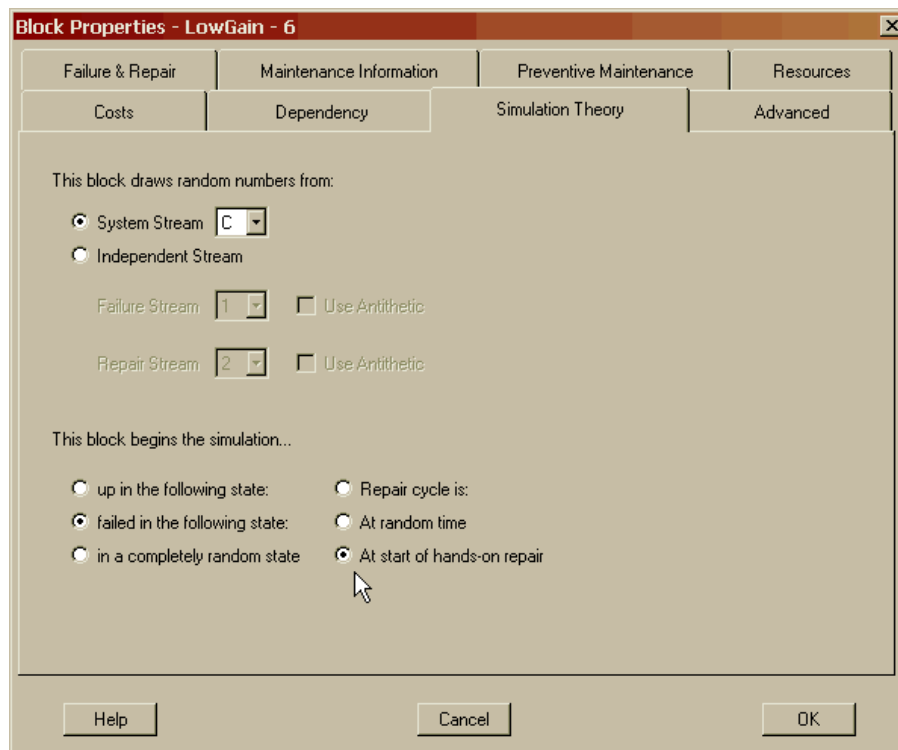 Block Properties - LowGain - 6
Failure & Repair Maintenance Information Preventive Maintenance Resources
Costs Dependency Simulation Theory Advanced
This block draws random numbers from:
System Stream C
Independent Stream
Failure Stream 1 Use Antithetic
Repair Stream 2 Use Antithetic
This block begins the simulation...
up in the following state: Repair cycle is:
failed in the following state: At random time
in a completely random state At start of hands-on repair
Help Cancel OK